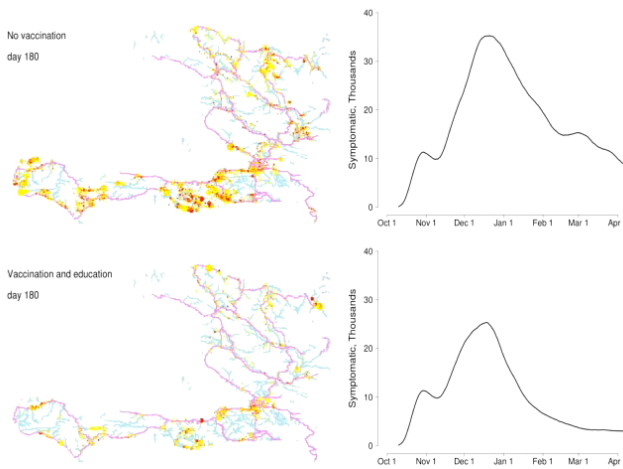 No vaccination
day 180
Symptomatic, Thousands
40
30
20
10
0
Oct 1 Nov 1 Dec 1 Jan 1 Feb 1 Mar 1 Apr
Vaccination and education
day 180
Symptomatic, Thousands
40
30
20
10
0
Oct 1 Nov 1 Dec 1 Jan 1 Feb 1 Mar 1 Apr